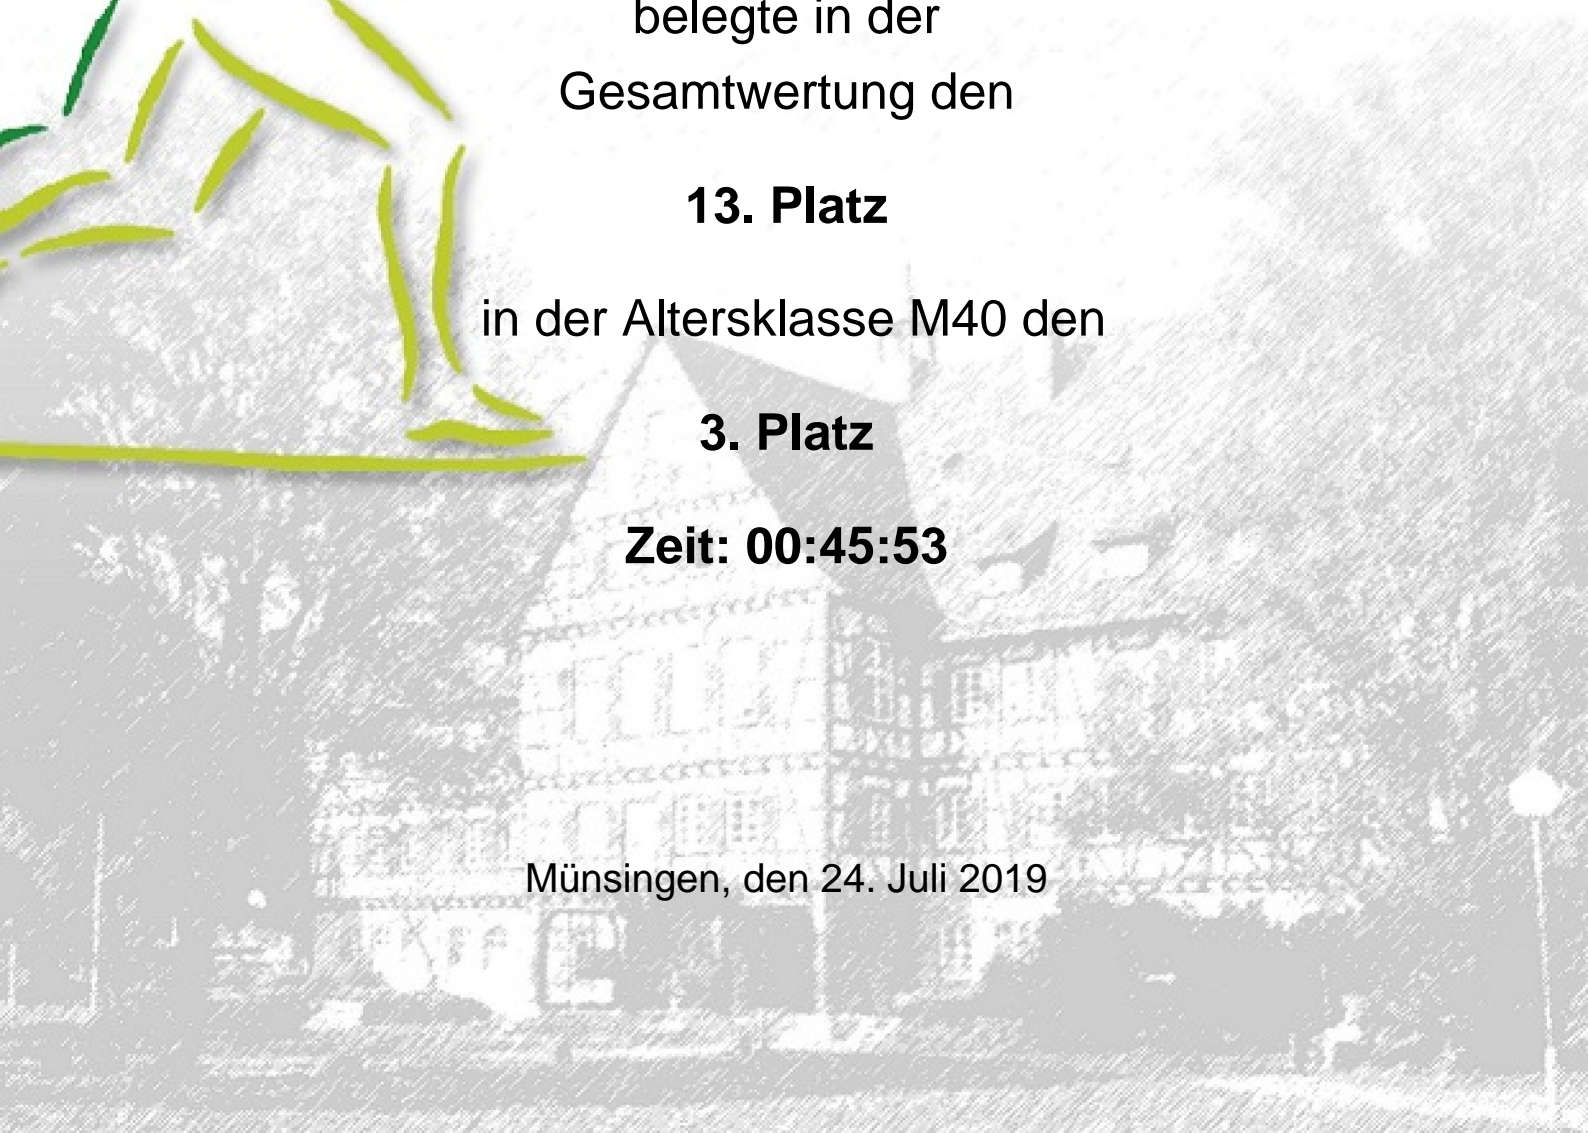 belegte in der
Gesamtwertung den
13. Platz
in der Altersklasse M40 den
3. Platz
Zeit: 00:45:53
Münsingen, den 24. Juli 2019